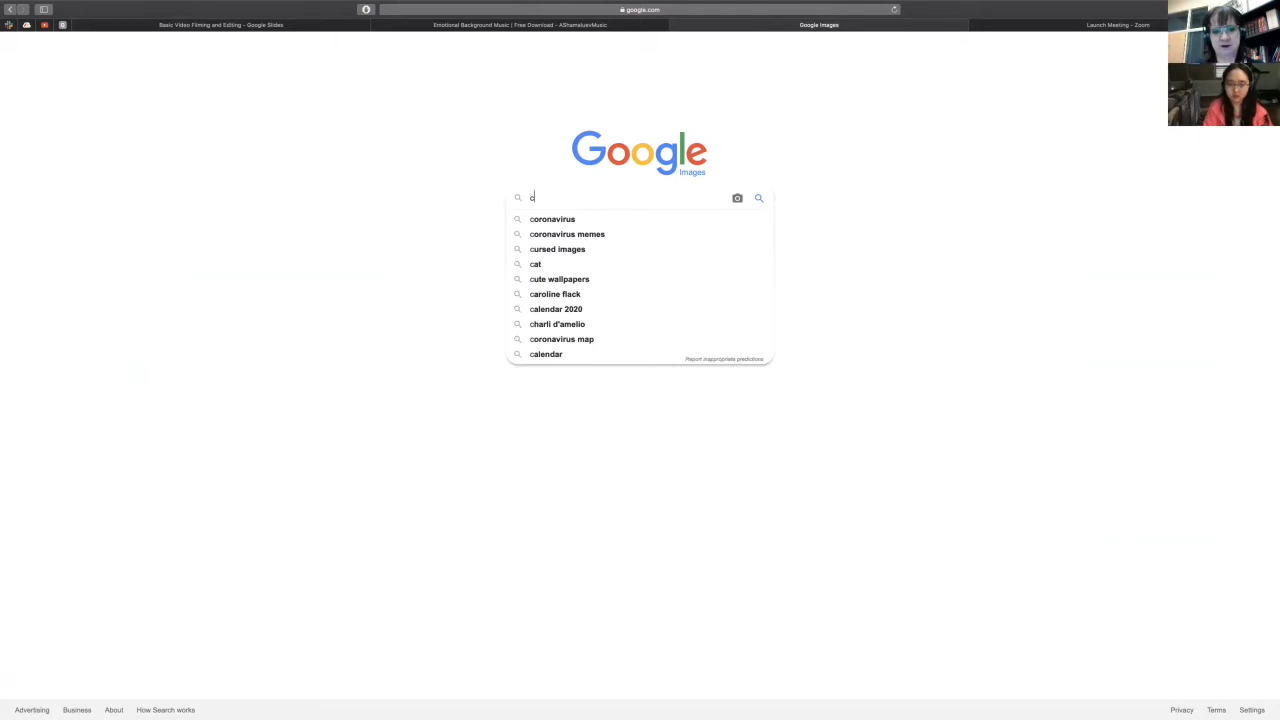 google.com
Basic Video Filming and Editing - Google Slides
Emotional Background Music | Free Download - AShamaluevMusic
Google Images
Launch Meeting - Zoom
G
Google
Images
c
coronavirus
coronavirus memes
cursed images
cat
cute wallpapers
caroline flack
calendar 2020
charli d'amelio
coronavirus map
calendar
Report inappropriate predictions
Advertising Business About How Search works
Privacy Terms Settings